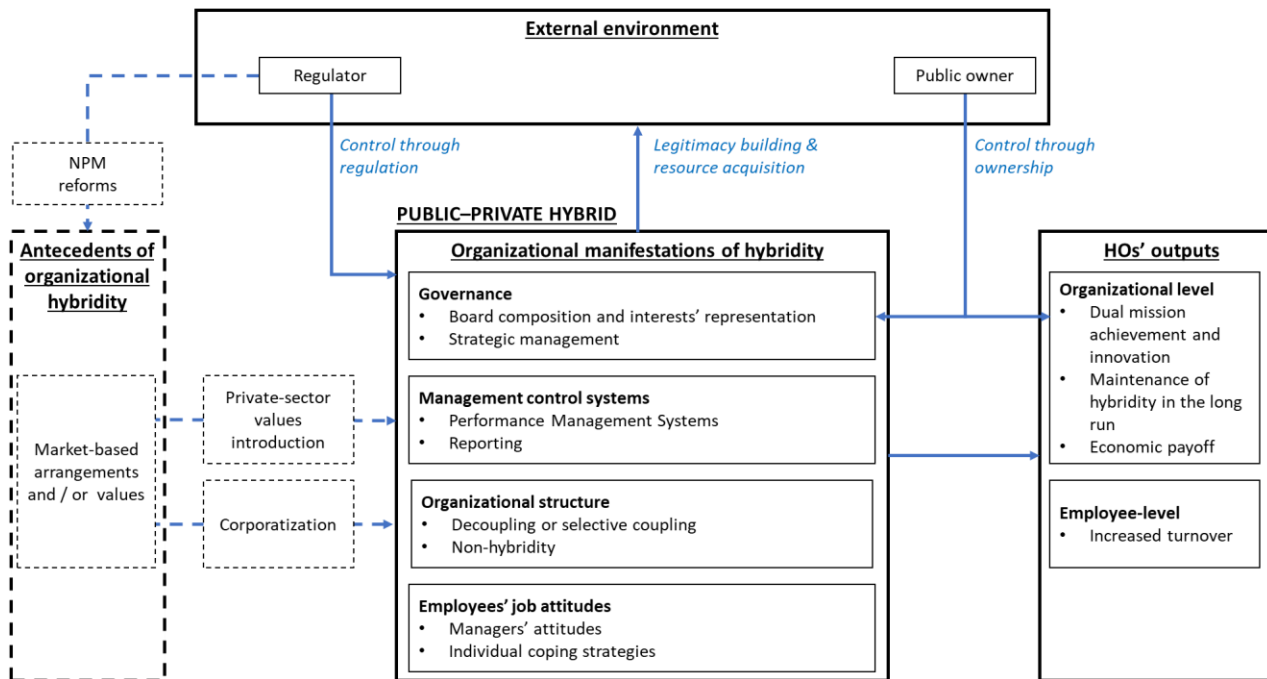 External environment
Regulator
Public owner
Control through
regulation
Legitimacy building &
resource acquisition
Control through
ownership
NPM
reforms
PUBLIC–PRIVATE HYBRID
Antecedents of
organizational
hybridity
Market-based
arrangements
and / or values
Private-sector
values
introduction
Corporatization
Organizational manifestations of hybridity
Governance
• Board composition and interests’ representation
• Strategic management
Management control systems
• Performance Management Systems
• Reporting
Organizational structure
• Decoupling or selective coupling
• Non-hybridity
Employees’ job attitudes
• Managers’ attitudes
• Individual coping strategies
HOs’ outputs
Organizational level
• Dual mission
achievement and
innovation
• Maintenance of
hybridity in the long
run
• Economic payoff
Employee-level
• Increased turnover